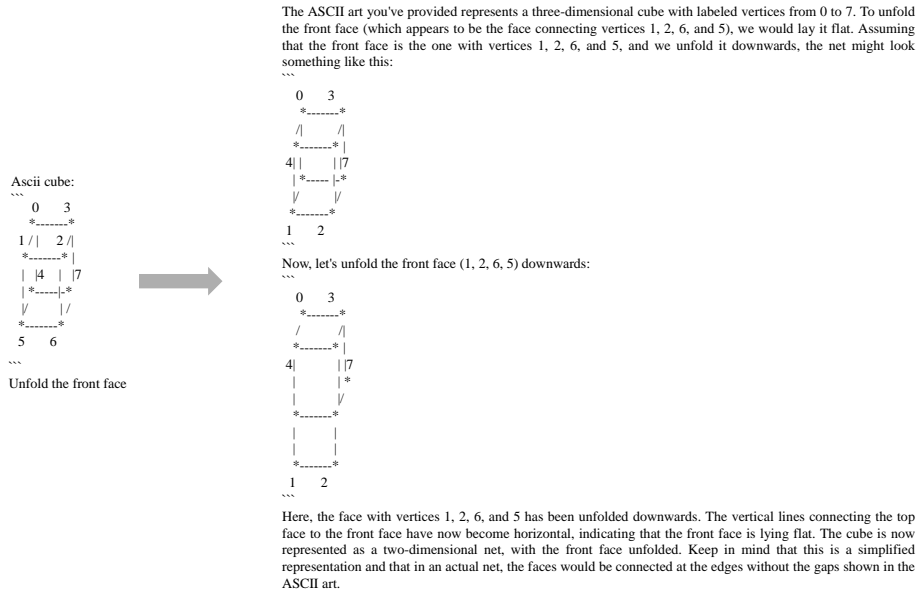 Ascii cube:
```
0 3
*-------*
1 / | 2 /|
*-------* |
| |4 | |7
| *-----|-*
|/ | /
*-------*
5 6
```
Unfold the front face
The ASCII art you've provided represents a three-dimensional cube with labeled vertices from 0 to 7. To unfold
the front face (which appears to be the face connecting vertices 1, 2, 6, and 5), we would lay it flat. Assuming
that the front face is the one with vertices 1, 2, 6, and 5, and we unfold it downwards, the net might look
something like this:
```
0 3
*-------*
/| /|
*-------* |
4| | | |7
| *----- |-*
|/ |/
*-------*
1 2
```
Now, let's unfold the front face (1, 2, 6, 5) downwards:
```
0 3
*-------*
/ /|
*-------* |
4| | |7
| | *
| |/
*-------*
| |
| |
*-------*
1 2
```
Here, the face with vertices 1, 2, 6, and 5 has been unfolded downwards. The vertical lines connecting the top
face to the front face have now become horizontal, indicating that the front face is lying flat. The cube is now
represented as a two-dimensional net, with the front face unfolded. Keep in mind that this is a simplified
representation and that in an actual net, the faces would be connected at the edges without the gaps shown in the
ASCII art.